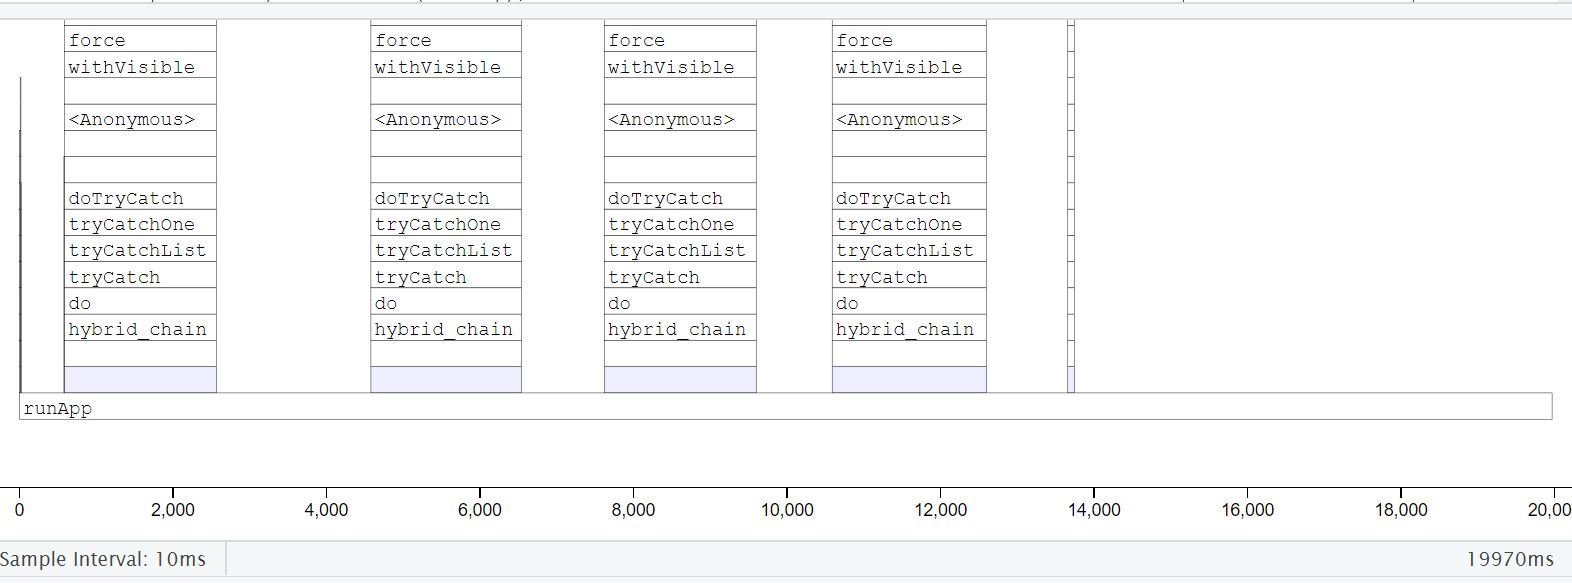 force force force force
withVisible withVisible withVisible withVisible
<Anonymous> <Anonymous> <Anonymous> <Anonymous>
doTryCatch doTryCatch doTryCatch doTryCatch
tryCatchOne tryCatchOne tryCatchOne tryCatchOne
tryCatchList tryCatchList tryCatchList tryCatchList
tryCatch tryCatch tryCatch tryCatch
do do do do
hybrid_chain hybrid_chain hybrid_chain hybrid_chain
runApp
0 2,000 4,000 6,000 8,000 10,000 12,000 14,000 16,000 18,000 20,00
Sample Interval: 10ms 19970ms